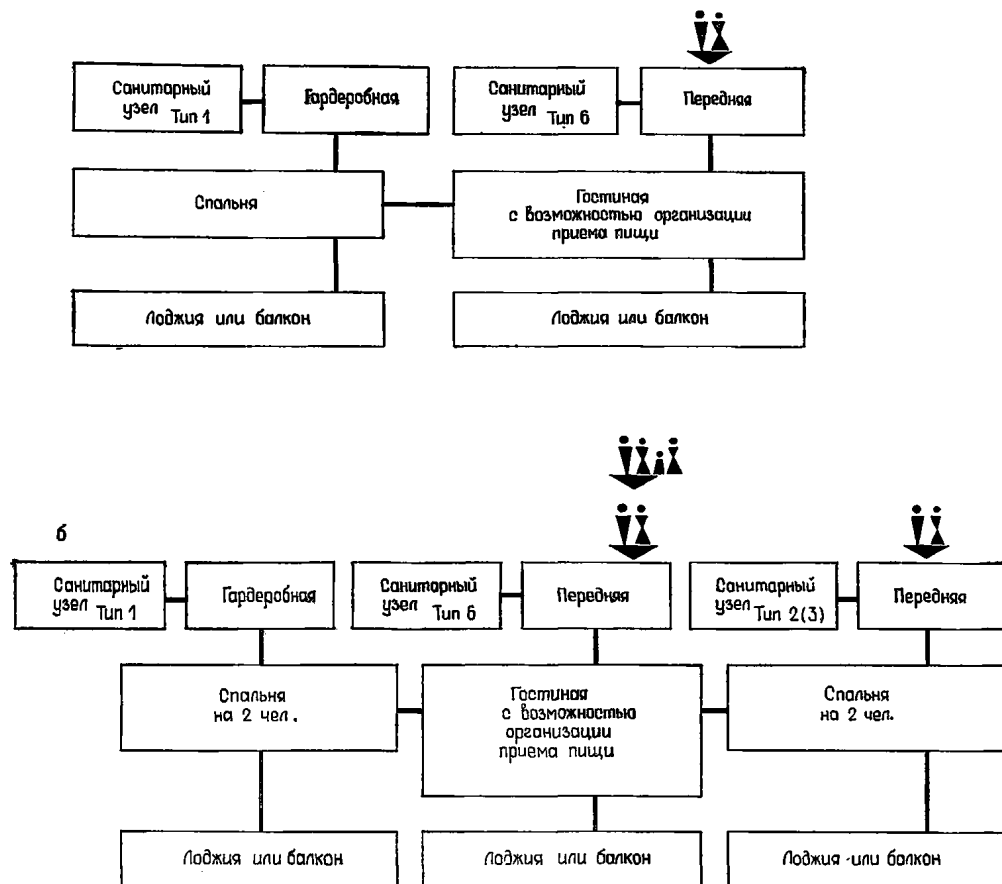 Санитарный
узел Тип 1
Гардеробная
Санитарный
узел Тип 6
Передняя
Спальня
Гостиная
с возможностью организации
приема пищи
Лоджия или балкон
Лоджия или балкон
б
Санитарный
узел Тип 1
Гардеробная
Санитарный
узел Тип 6
Передняя
Санитарный
узел Тип 2(3)
Передняя
Спальня
на 2 чел.
Гостиная
с возможностью
организации
приема пищи
Спальня
на 2 чел.
Лоджия или балкон
Лоджия или балкон
Лоджия или балкон